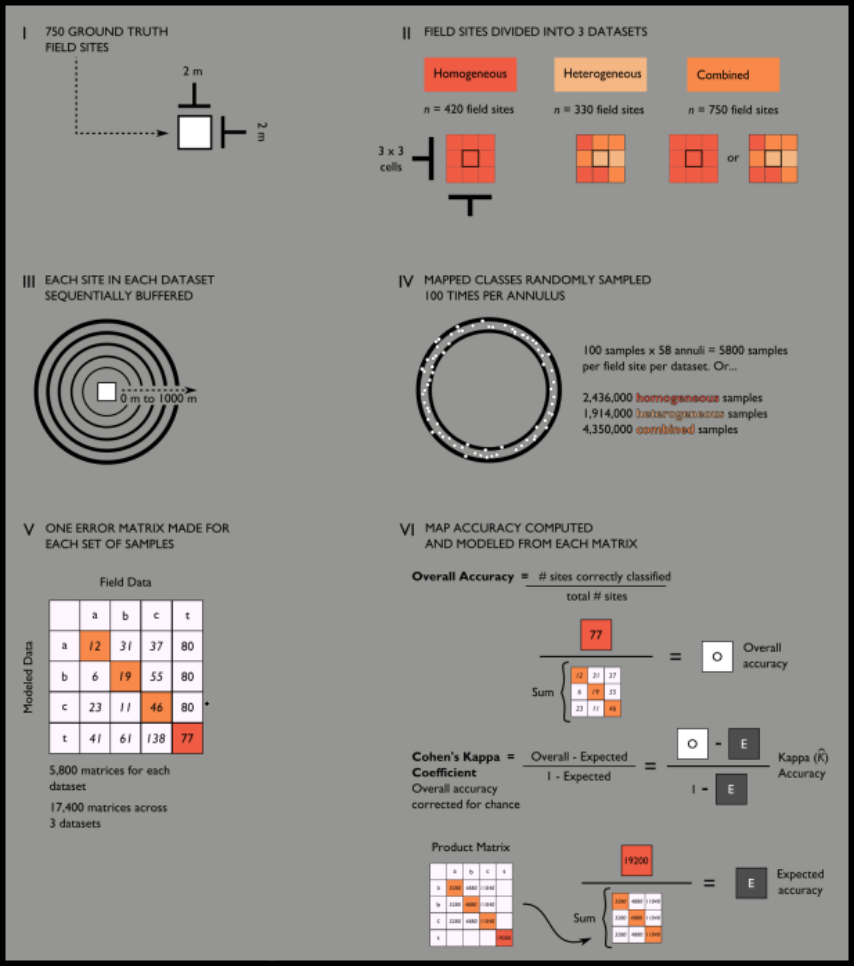 I 750 GROUND TRUTH
FIELD SITES
2 m
2 m
II FIELD SITES DIVIDED INTO 3 DATASETS
Homogeneous Heterogeneous Combined
n = 420 field sites n = 330 field sites n = 750 field sites
3 x 3
cells
or
III EACH SITE IN EACH DATASET
SEQUENTIALLY BUFFERED
0 m to 1000 m
IV MAPPED CLASSES RANDOMLY SAMPLED
100 TIMES PER ANNULUS
100 samples x 58 annuli = 5800 samples
per field site per dataset. Or...
2,436,000 homogeneous samples
1,914,000 heterogeneous samples
4,350,000 combined samples
V ONE ERROR MATRIX MADE FOR
EACH SET OF SAMPLES
Field Data
Modeled Data
a b c t
a 12 31 37 80
b 6 19 55 80
c 23 11 46 80
t 41 61 138 77
5,800 matrices for each
dataset
17,400 matrices across
3 datasets
VI MAP ACCURACY COMPUTED
AND MODELED FROM EACH MATRIX
Overall Accuracy = # sites correctly classified
total # sites
77
Sum
12 31 37
6 19 55
23 11 46
= O Overall
accuracy
Cohen's Kappa = Overall - Expected
Coefficient 1 - Expected
Overall accuracy
corrected for chance
= O - E
1 - E
Kappa (K̂)
Accuracy
Product Matrix
a b c t
a 3280 4880 11040
b 3280 4880 11040
c 3280 4880 11040
t 19200
19200
Sum
3280 4880 11040
3280 4880 11040
3280 4880 11040
= E Expected
accuracy